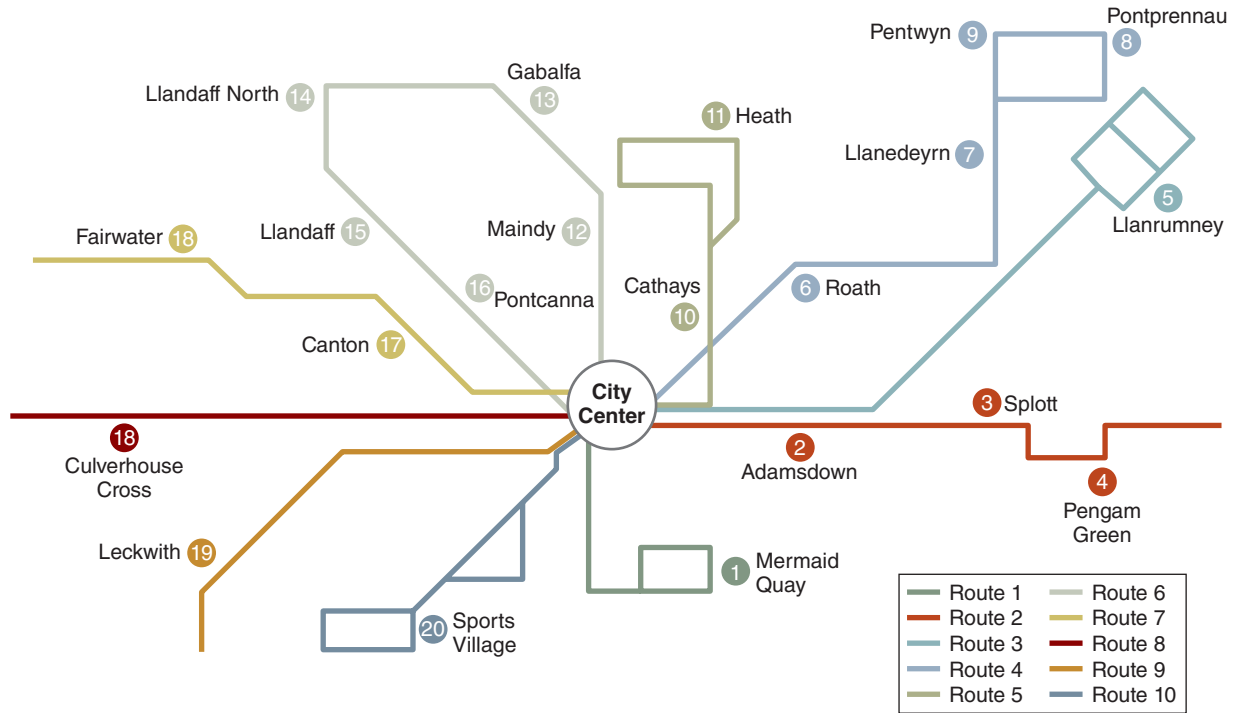 Pontprennau
8
Pentwyn 9
Gabalfa
13
Llandaff North 14
11 Heath
Llanedeyrn 7
5
Llanrumney
Fairwater 18
Llandaff 15
Maindy 12
16
Pontcanna
Cathays
10
6 Roath
Canton 17
City
Center
3 Splott
18
Culverhouse
Cross
2
Adamsdown
4
Pengam
Green
Leckwith 19
1 Mermaid
Quay
20 Sports
Village
Route 1
Route 2
Route 3
Route 4
Route 5
Route 6
Route 7
Route 8
Route 9
Route 10